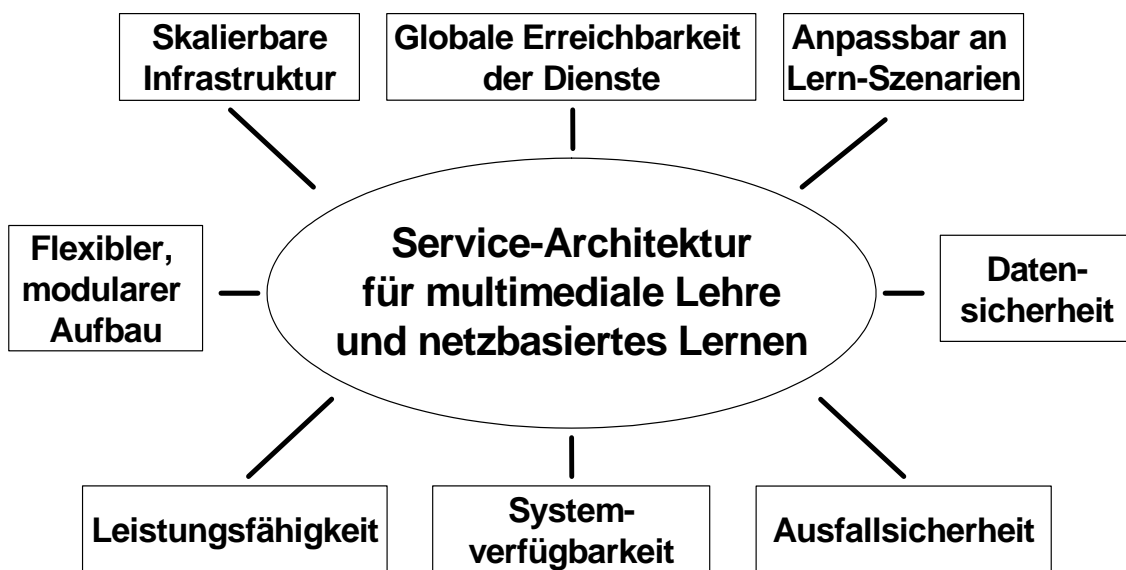 Skalierbare
Infrastruktur
Globale Erreichbarkeit
der Dienste
Anpassbar an
Lern-Szenarien
Flexibler,
modularer
Aufbau
Service-Architektur
für multimediale Lehre
und netzbasiertes Lernen
Daten-
sicherheit
Leistungsfähigkeit
System-
verfügbarkeit
Ausfallsicherheit